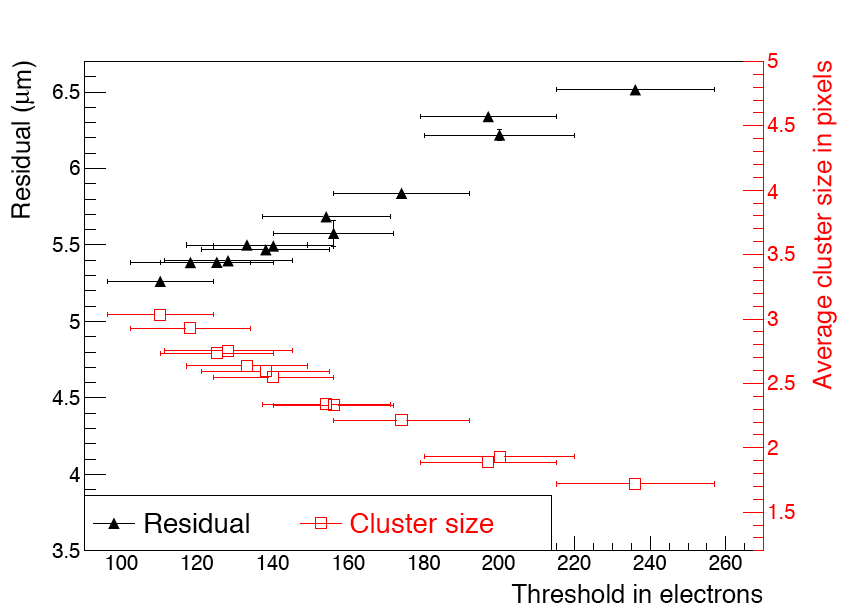 Residual (μm)
6.5
6
5.5
5
4.5
4
3.5
5
4.5
4
3.5
3
2.5
2
1.5
Average cluster size in pixels
Residual
Cluster size
100 120 140 160 180 200 220 240 260
Threshold in electrons